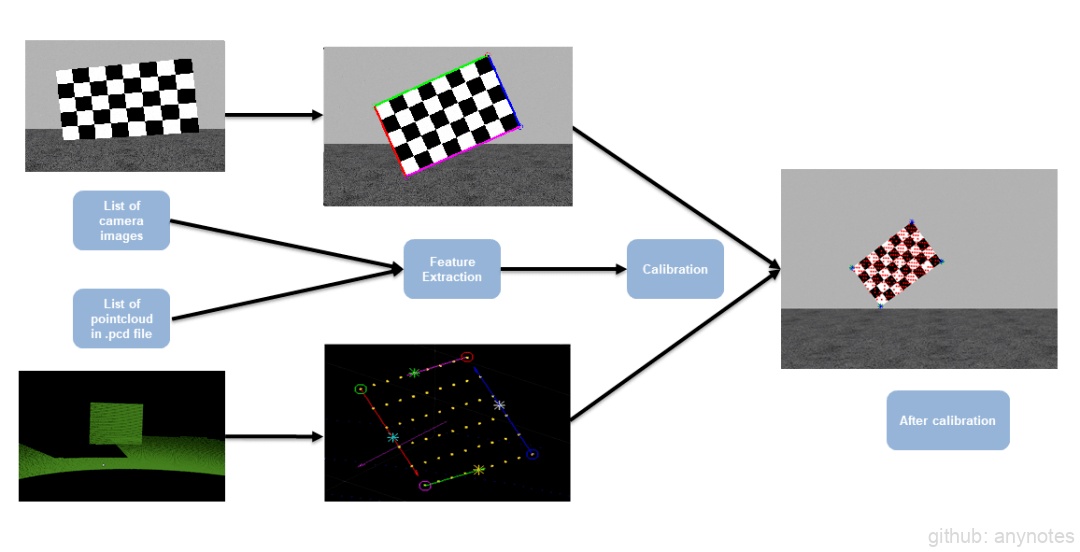 List of
camera
images
List of
pointcloud
in .pcd file
Feature
Extraction
Calibration
After calibration
github: anynotes